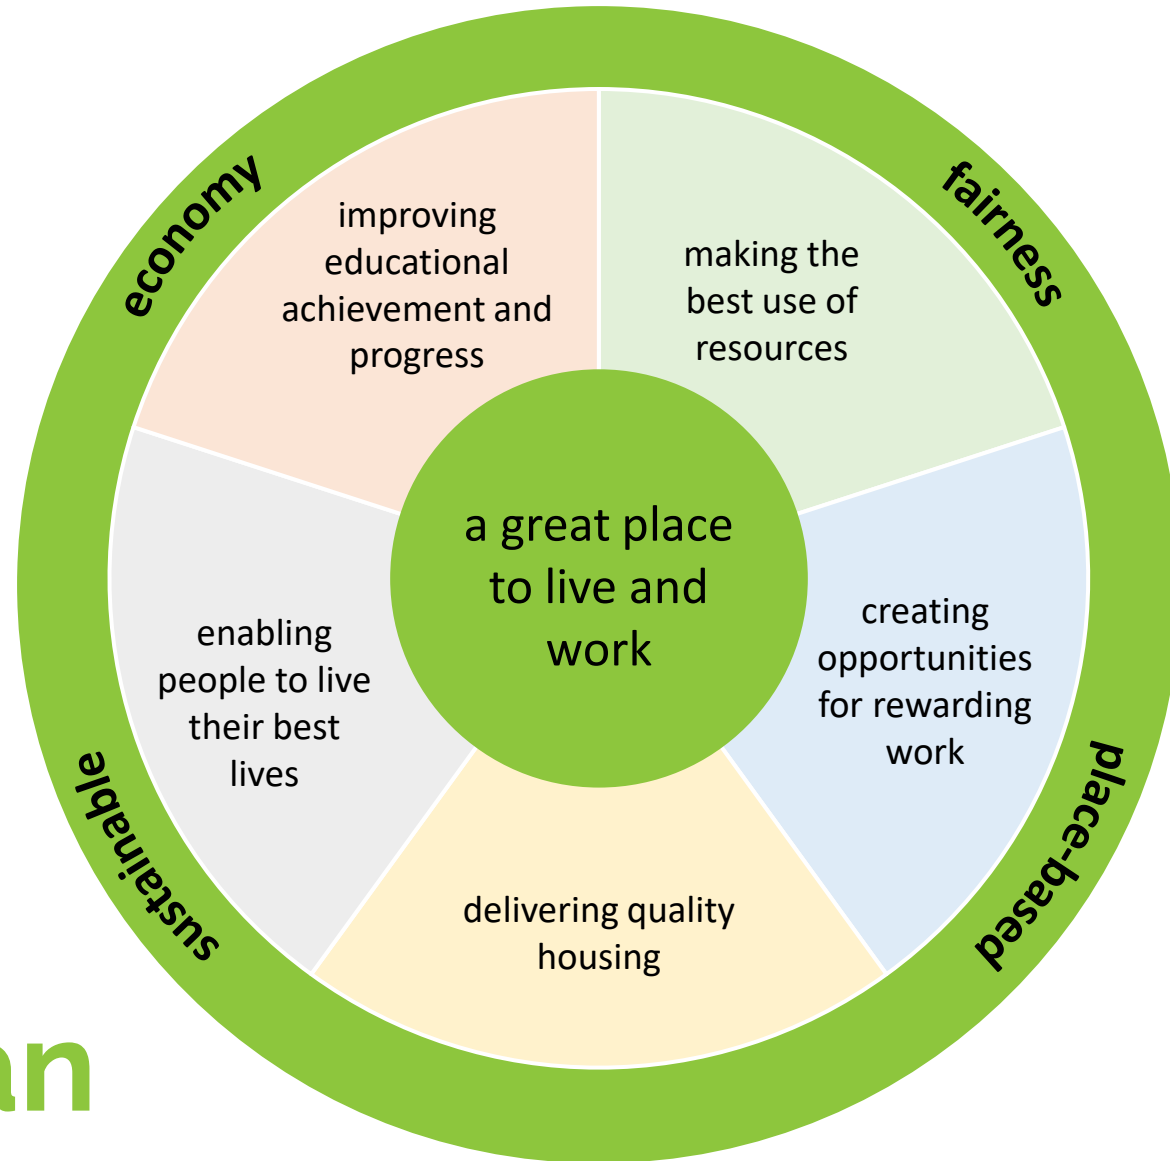 economy
fairness
improving
educational
achievement and
progress
making the
best use of
resources
a great place
to live and
work
enabling
people to live
their best
lives
creating
opportunities
for rewarding
work
sustainable
place-based
delivering quality
housing
an